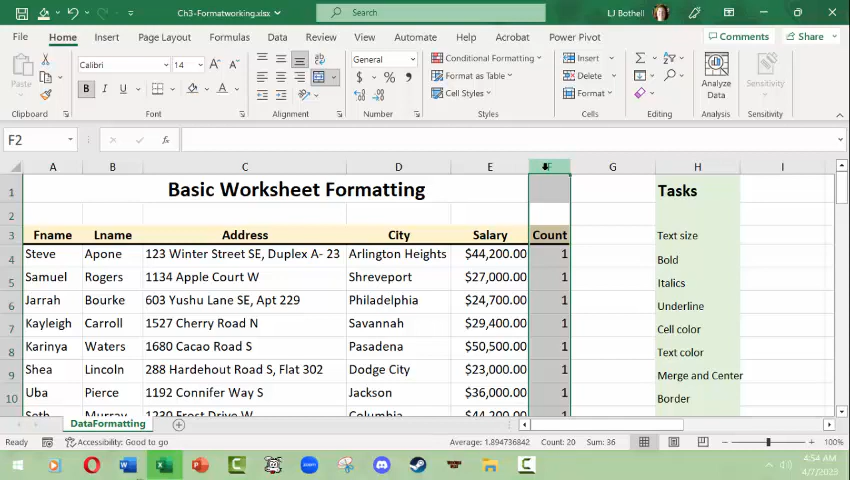 Ch3-Formatworking.xlsx
Search
LJ Bothell
File Home Insert Page Layout Formulas Data Review View Automate Help Acrobat Power Pivot Comments Share
Paste
Calibri 14
B I U
General
$ % ,
Conditional Formatting
Format as Table
Cell Styles
Insert
Delete
Format
Analyze Data
Sensitivity
Clipboard Font Alignment Number Styles Cells Editing Analysis Sensitivity
F2 fx
A B C D E F G H I
1 Basic Worksheet Formatting Tasks
2
3 Fname Lname Address City Salary Count Text size
4 Steve Apone 123 Winter Street SE, Duplex A- 23 Arlington Heights $44,200.00 1 Bold
5 Samuel Rogers 1134 Apple Court W Shreveport $27,000.00 1 Italics
6 Jarrah Bourke 603 Yushu Lane SE, Apt 229 Philadelphia $24,700.00 1 Underline
7 Kayleigh Carroll 1527 Cherry Road N Savannah $29,400.00 1 Cell color
8 Karinya Waters 1680 Cacao Road S Pasadena $50,500.00 1 Text color
9 Shea Lincoln 288 Hardehout Road S, Flat 302 Dodge City $23,000.00 1 Merge and Center
10 Uba Pierce 1192 Connifer Way S Jackson $36,000.00 1 Border
Seth Murray 1230 Frost Drive W Columbia $44,200.00 1
DataFormatting
Ready Accessibility: Good to go Average: 1.894736842 Count: 20 Sum: 36 100%
zoom
4:54 AM
4/7/2023